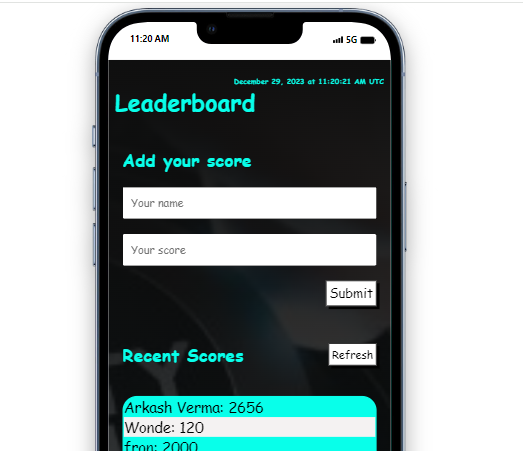 11:20 AM
5G
December 29, 2023 at 11:20:21 AM UTC
Leaderboard
Add your score
Your name
Your score
Submit
Recent Scores
Refresh
Arkash Verma: 2656
Wonde: 120
fron: 2000